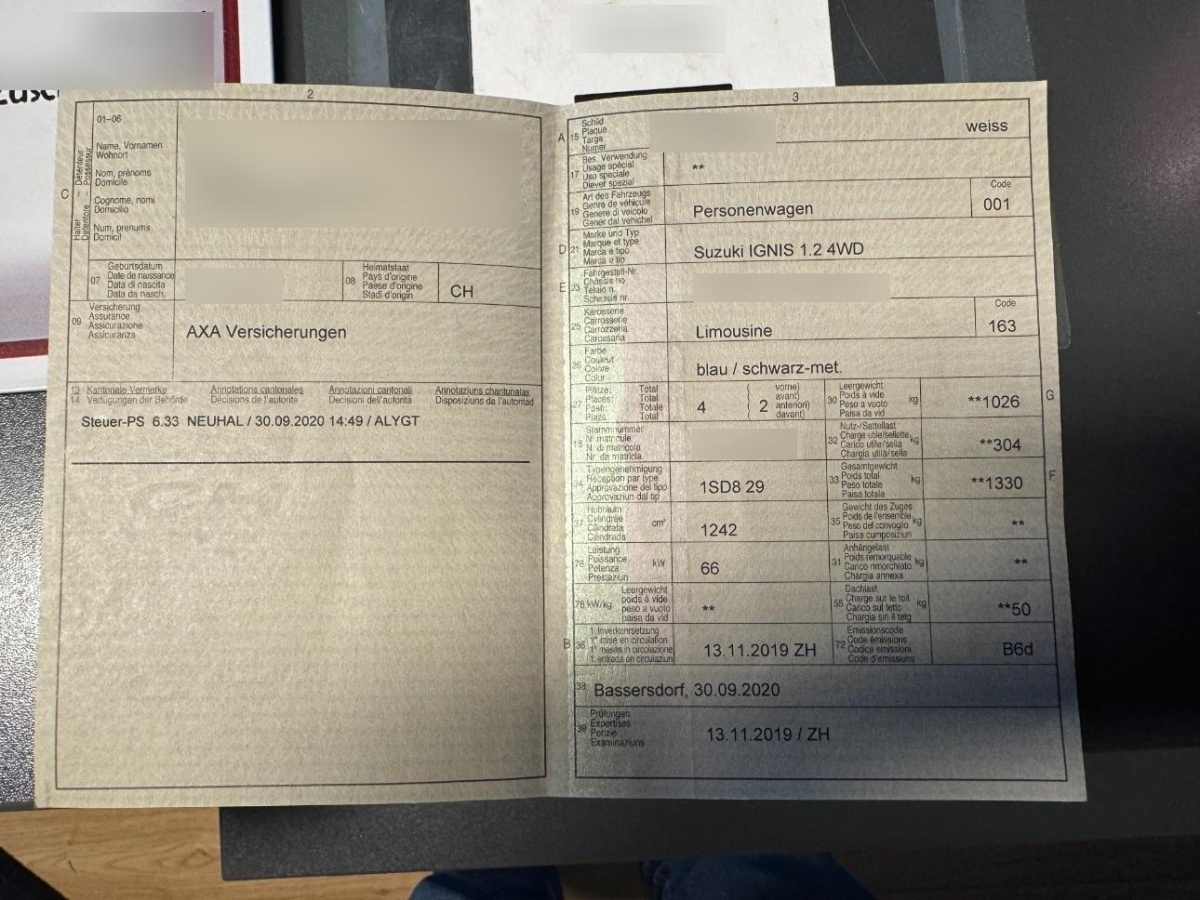 2
01-06
Name, Vornamen
Wohnort
Nom, prénoms
Domicile
Cognome, nomi
Domicilio
Num, prenums
Domicil
C
Halter Détenteur
Detentore Possessur
07
Geburtsdatum
Date de naissance
Data di nascita
Data da nasch.
08
Heimatstaat
Pays d'origine
Paese d'origine
Stadi d'origin
CH
09
Versicherung
Assurance
Assicurazione
Assicuranza
AXA Versicherungen
13 Kantonale Vermerke Annotations cantonales Annotazioni cantonali Annotaziuns chantunalas
14 Verfügungen der Behörde Décisions de l'autorité Decisioni del'autorità Disposiziuns da l'autoritad
Steuer-PS 6.33 NEUHAL / 30.09.2020 14:49 / ALYGT
3
A
15
Schild
Plaque
Targa
Numer
weiss
17
Bes. Verwendung
Usage spécial
Uso speciale
Diever spezial
**
19
Art des Fahrzeugs
Genre de véhicule
Genere di veicolo
Gener dal vehichel
Personenwagen
Code
001
D
21
Marke und Typ
Marque et type
Marca e tipo
Marca e tip
Suzuki IGNIS 1.2 4WD
E
23
Fahrgestell-Nr.
Châssis no
Telaio n.
Schassis nr.
25
Karosserie
Carrosserie
Carrozzeria
Carossaria
Limousine
Code
163
26
Farbe
Couleur
Colore
Colur
blau / schwarz-met.
27
Plätze: Total
Places: Total
Posti: Totale
Plazs: Total
4
2
vorne)
avant)
anteriori)
davant)
30
Leergewicht
Poids à vide
Peso a vuoto
Paisa da vid
kg
**1026
G
18
Stammnummer
N° matricule
N. di matricola
Nr. da matricla
32
Nutz-/Sattellast
Charge utile/sellette
Carico utile/sella
Chargia utila/sella
kg
**304
24
Typengenehmigung
Réception par type
Approvazione del tipo
Approvaziun dal tip
1SD8 29
33
Gesamtgewicht
Poids total
Peso totale
Paisa totala
kg
**1330
F
37
Hubraum
Cylindrée
Cilindrata
Cilindrada
cm³
1242
35
Gewicht des Zuges
Poids de l'ensemble
Peso del convoglio
Paisa cumposiziun
kg
**
76
Leistung
Puissance
Potenza
Prestaziun
kW
66
31
Anhängelast
Poids remorquable
Carico rimorchiato
Chargia annexa
kg
**
78 kW/kg
Leergewicht
poids à vide
peso a vuoto
paisa da vid
**
55
Dachlast
Charge sur le toit
Carico sul tetto
Chargia sin il tetg
kg
**50
B
36
1. Inverkehrsetzung
1re mise en circulation
1a messa in circolazione
1. entrada en circulaziun
13.11.2019 ZH
72
Emissionscode
Code émissions
Codice emissioni
Code d'emissiuns
B6d
38
Bassersdorf, 30.09.2020
39
Prüfungen
Expertises
Perizie
Examinaziuns
13.11.2019 / ZH